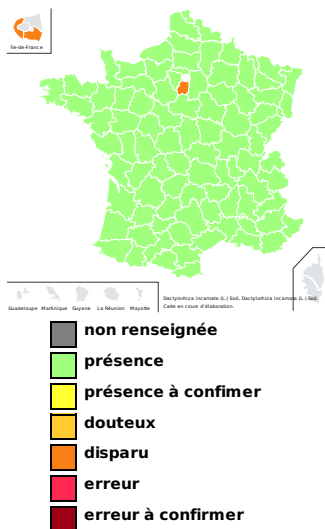 Île-de-France
Guadeloupe Martinique Guyane La Réunion Mayotte
Dactylorhiza incarnata (L.) Soó, Dactylorhiza incarnata (L.) Soó
Carte en cours d'élaboration.
non renseignée
présence
présence à confimer
douteux
disparu
erreur
erreur à confirmer